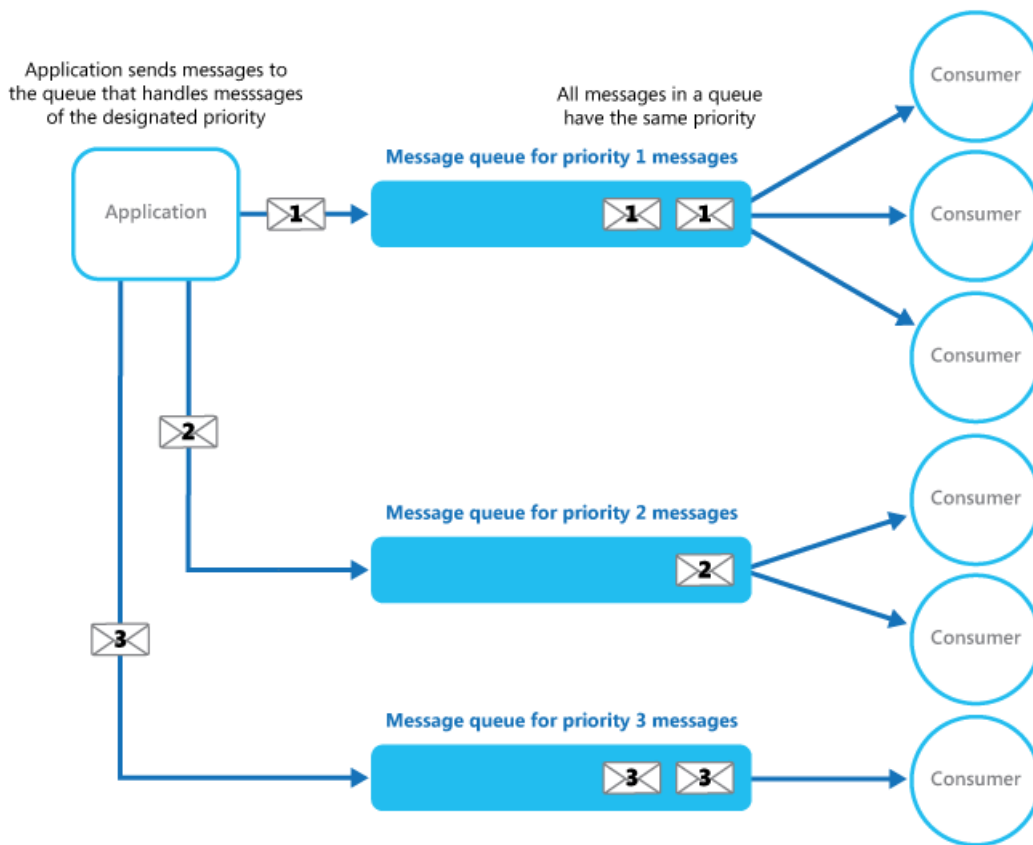 Application sends messages to
the queue that handles messsages
of the designated priority
All messages in a queue
have the same priority
Consumer
Message queue for priority 1 messages
Application
1
1
1
Consumer
Consumer
2
Message queue for priority 2 messages
2
Consumer
Consumer
3
Message queue for priority 3 messages
3
3
Consumer